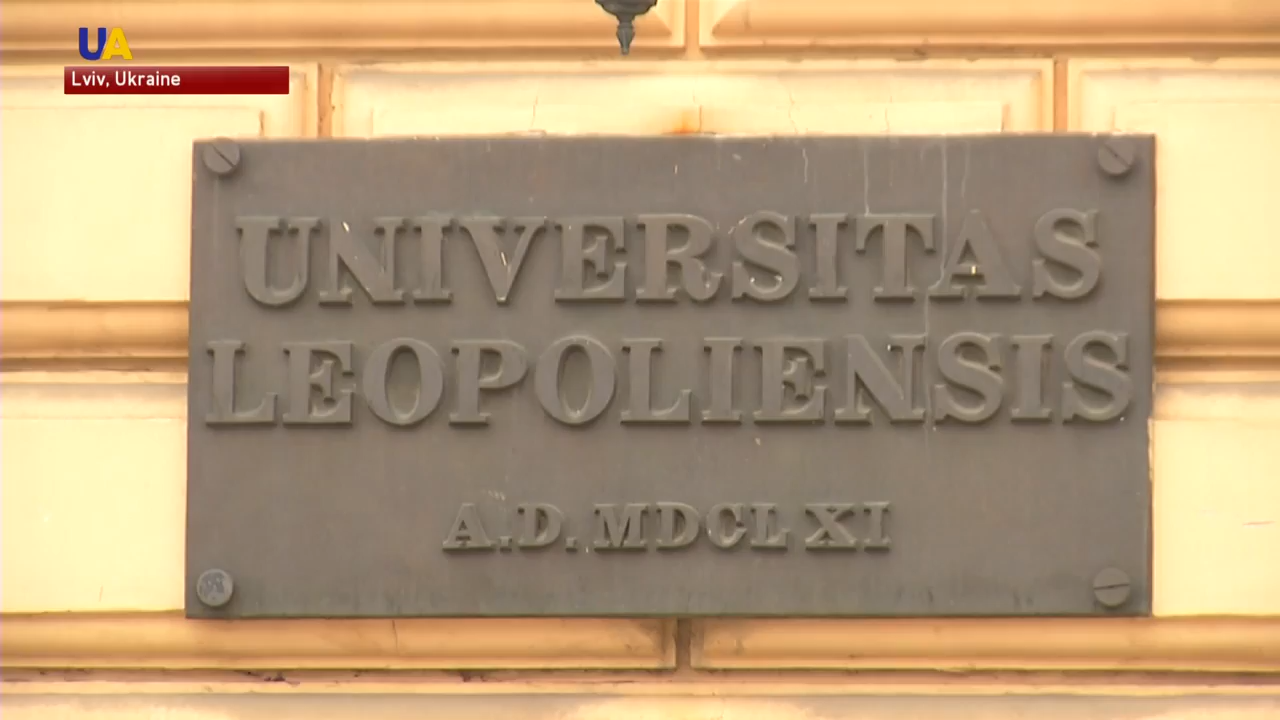 UA
Lviv, Ukraine
UNIVERSITAS
LEOPOLIENSIS
A.D. MDCLXI